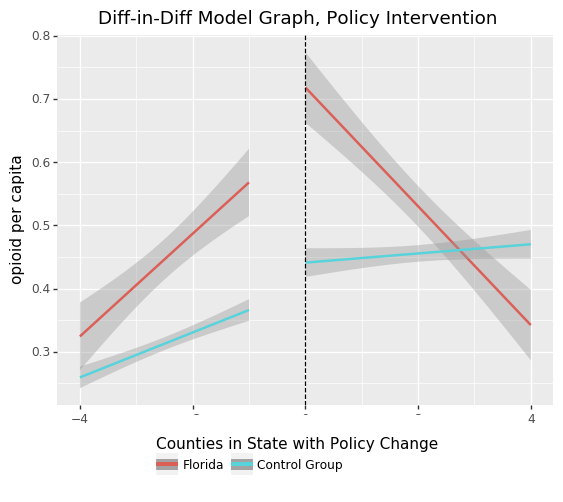 Diff-in-Diff Model Graph, Policy Intervention
opioid per capita
0.8
0.7
0.6
0.5
0.4
0.3
−4
4
Counties in State with Policy Change
Florida Control Group